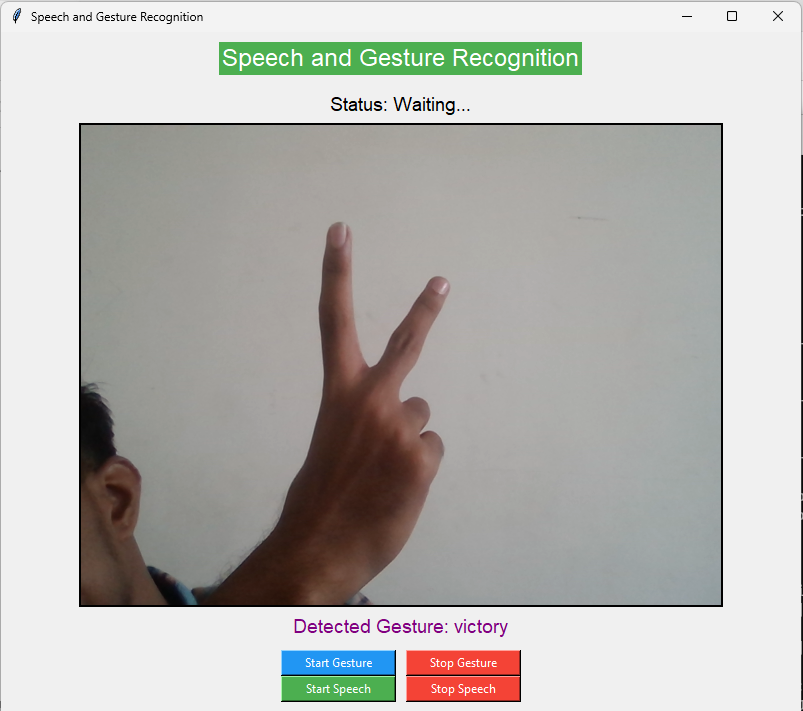 Speech and Gesture Recognition
Speech and Gesture Recognition
Status: Waiting...
Detected Gesture: victory
Start Gesture
Stop Gesture
Start Speech
Stop Speech